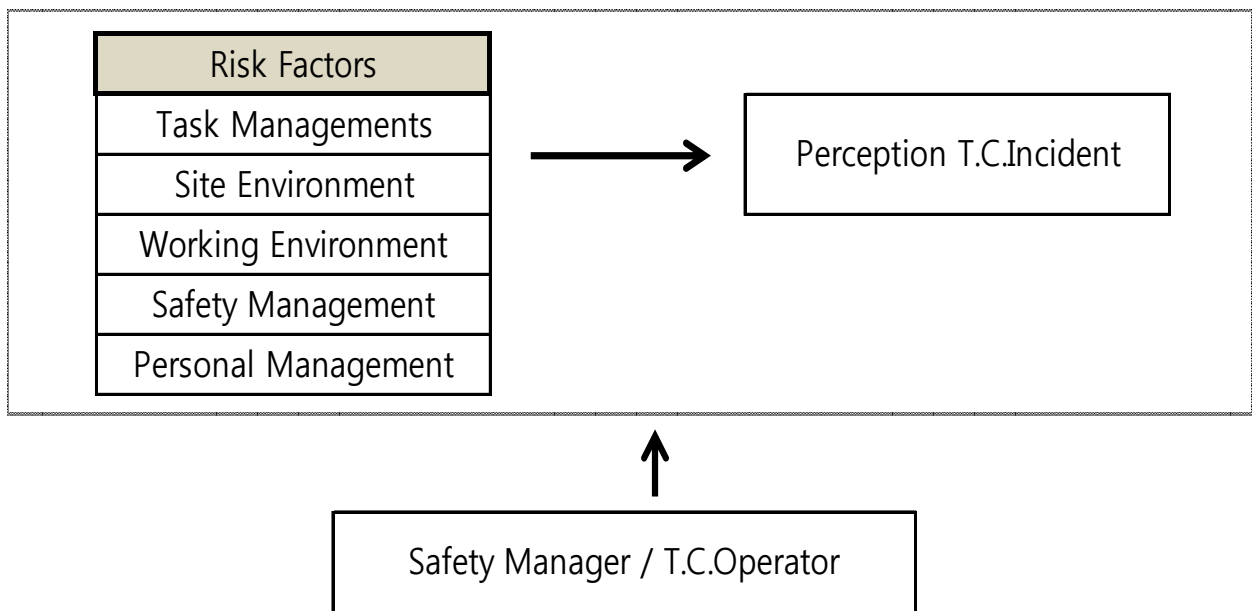 Risk Factors
Task Managements
Site Environment
Working Environment
Safety Management
Personal Management
Perception T.C.Incident
Safety Manager / T.C.Operator